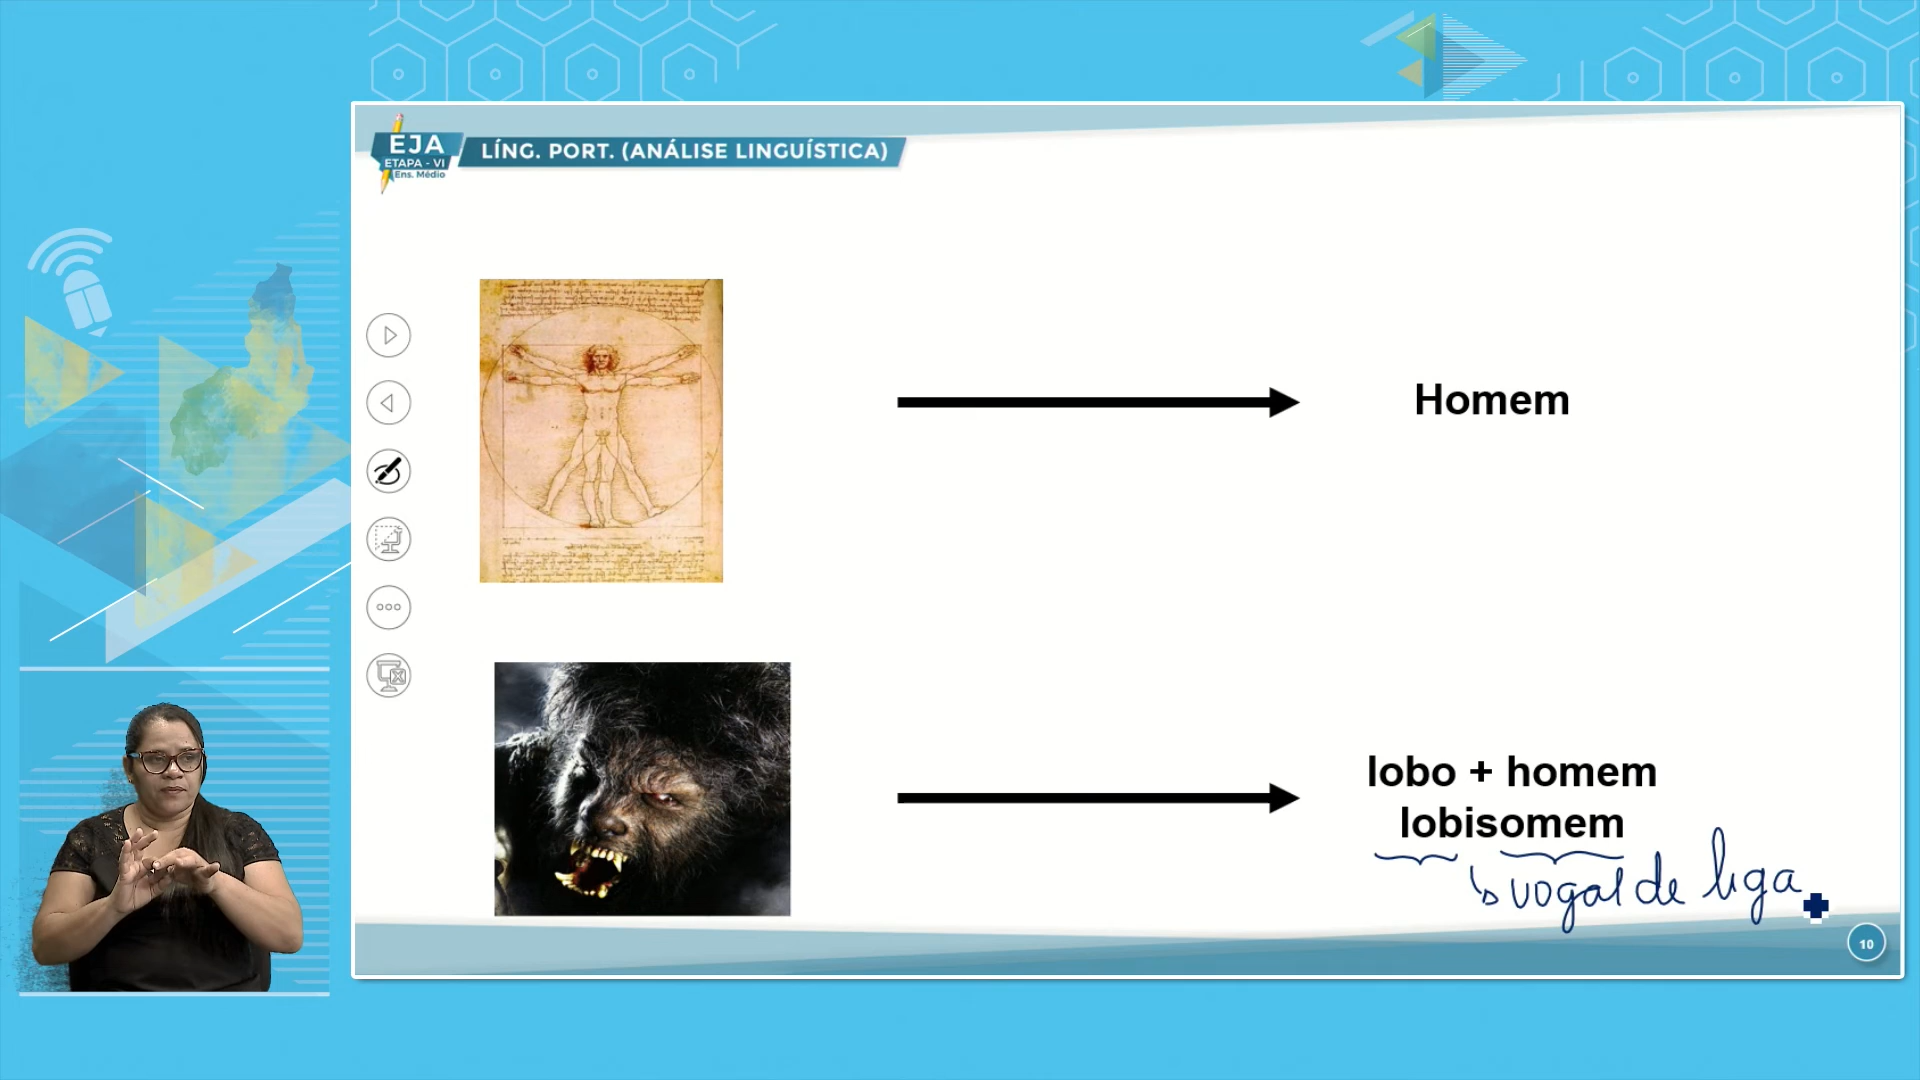 EJA
ETAPA - VI
Ens. Médio
LÍNG. PORT. (ANÁLISE LINGUÍSTICA)
Homem
lobo + homem
lobisomem
vogal de liga
10